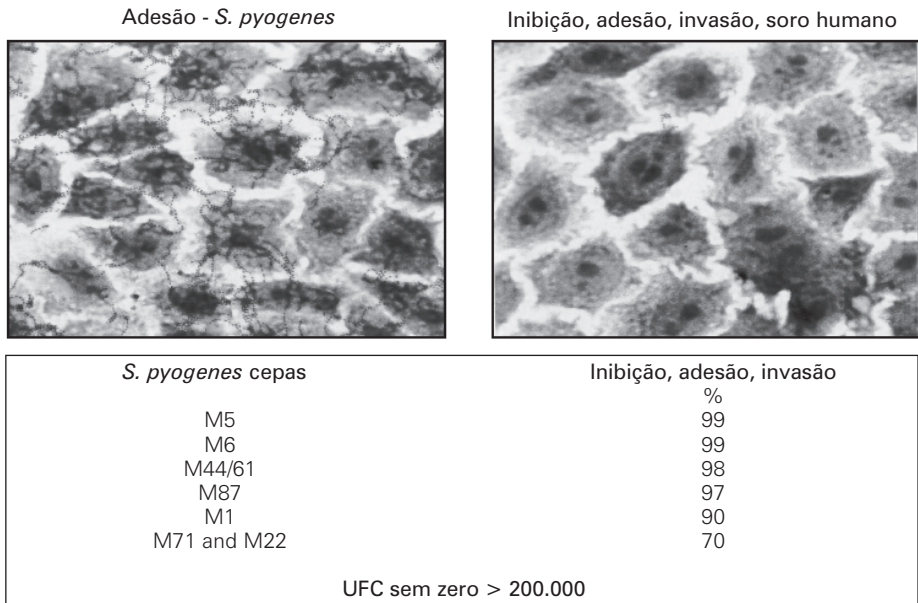 Adesão - S. pyogenes
Inibição, adesão, invasão, soro humano
S. pyogenes cepas Inibição, adesão, invasão
%
M5 99
M6 99
M44/61 98
M87 97
M1 90
M71 and M22 70
UFC sem zero > 200.000